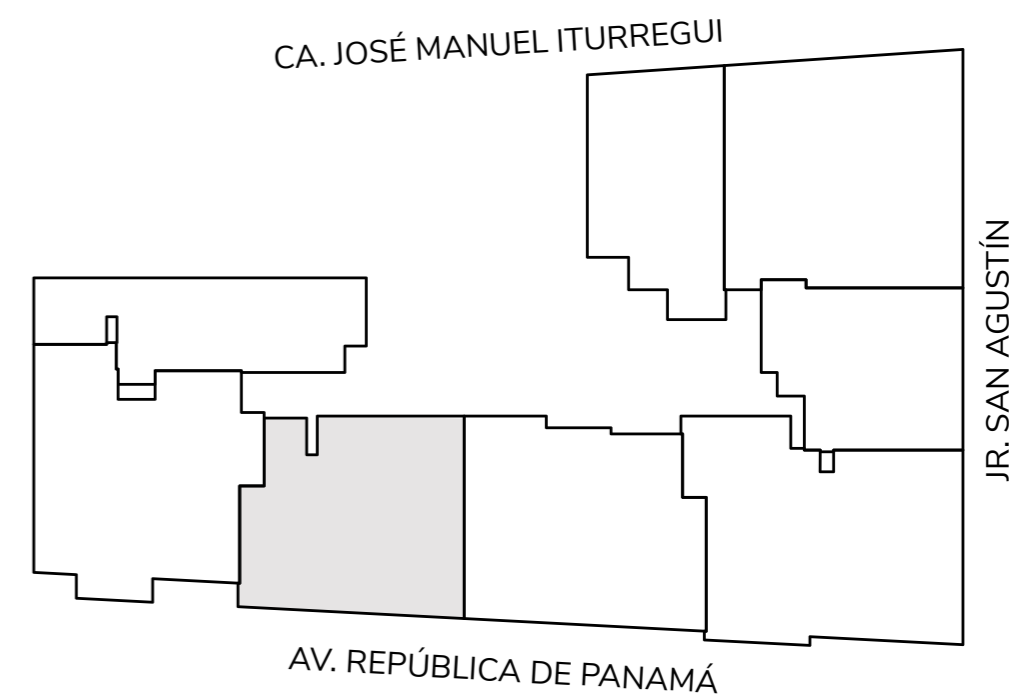 CA. JOSÉ MANUEL ITURREGUI
JR. SAN AGUSTÍN
AV. REPÚBLICA DE PANAMÁ